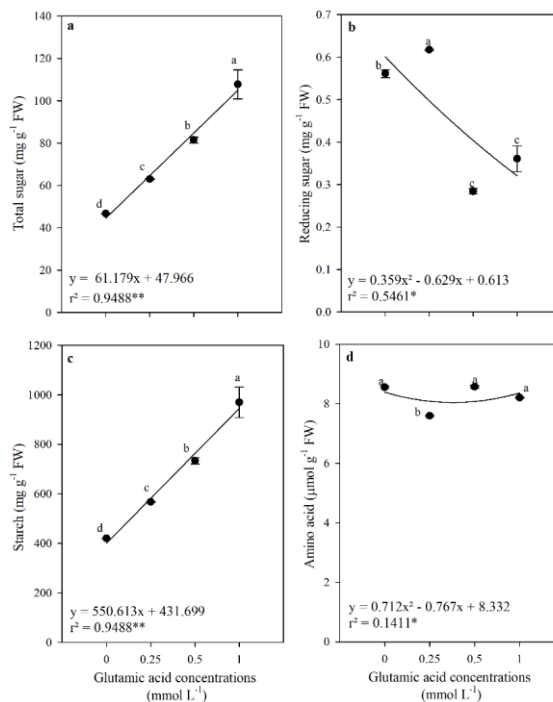 a
Total sugar (mg g⁻¹ FW)
140
120
100
80
60
40
20
0
d
c
b
a
y = 61.179x + 47.966
r² = 0.9488**
b
Reducing sugar (mg g⁻¹ FW)
0.8
0.7
0.6
0.5
0.4
0.3
0.2
0.1
0.0
b
a
c
c
y = 0.359x² - 0.629x + 0.613
r² = 0.5461*
c
Starch (mg g⁻¹ FW)
1200
1000
800
600
400
200
0
d
c
b
a
y = 550.613x + 431.699
r² = 0.9488**
0 0.25 0.5 1
Glutamic acid concentrations
(mmol L⁻¹)
d
Amino acid (µmol g⁻¹ FW)
10
8
6
4
2
0
a
b
a
a
y = 0.712x² - 0.767x + 8.332
r² = 0.1411*
0 0.25 0.5 1
Glutamic acid concentrations
(mmol L⁻¹)